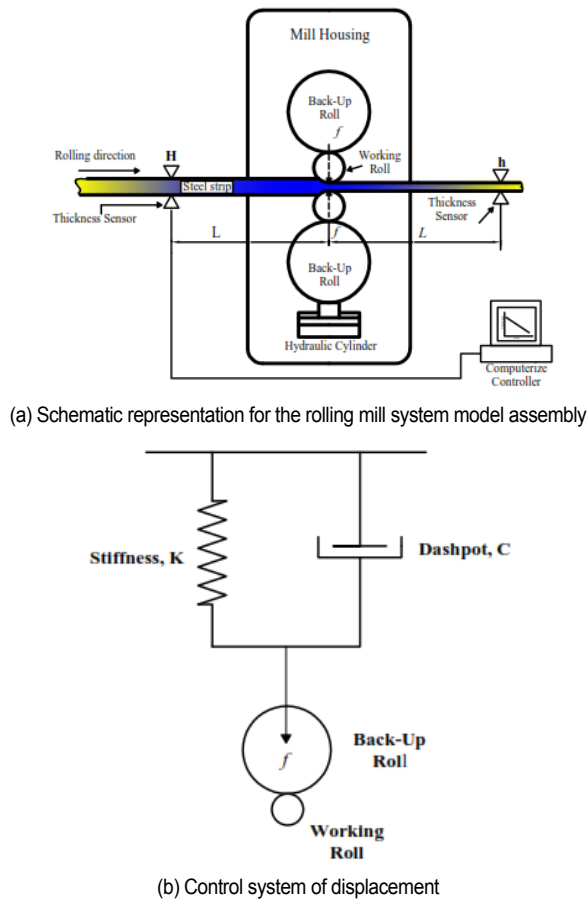 Mill Housing
Back-Up
Roll
f
Rolling direction
H
Working
Roll
h
Steel strip
Thickness Sensor
Thickness
Sensor
L
f
L
Back-Up
Roll
Hydraulic Cylinder
Computerize
Controller
(a) Schematic representation for the rolling mill system model assembly
Stiffness, K
Dashpot, C
f
Back-Up
Roll
Working
Roll
(b) Control system of displacement